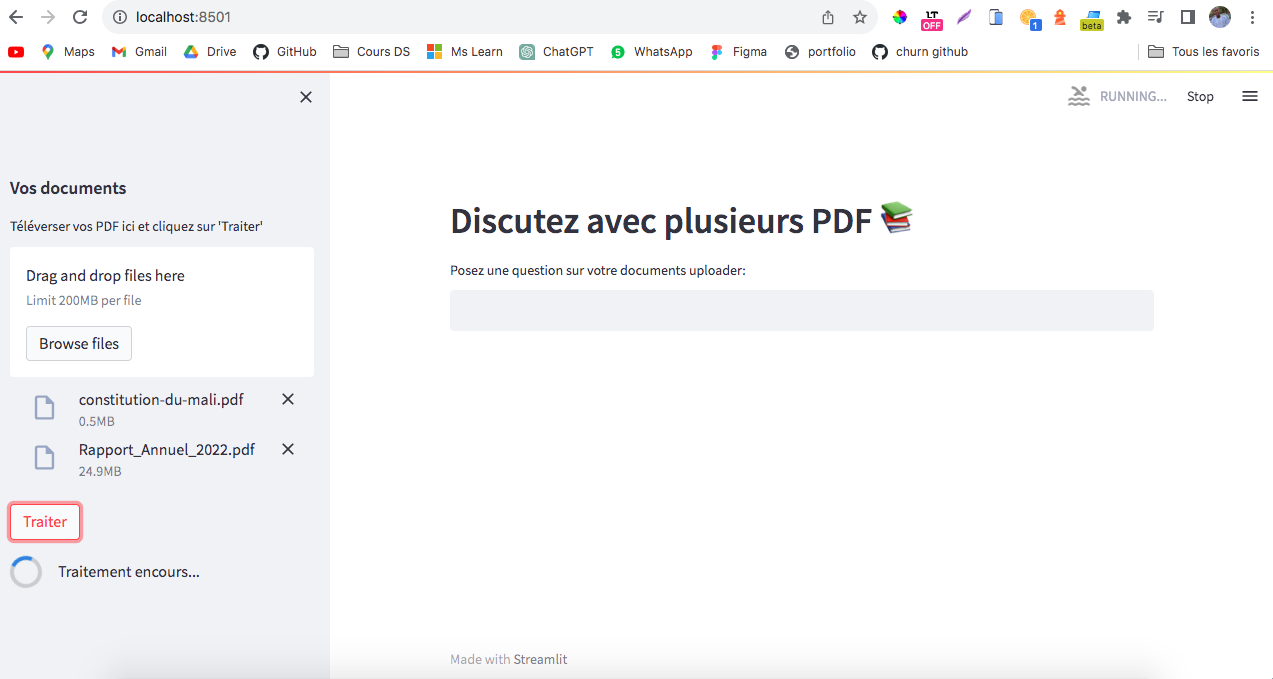 localhost:8501
LT
OFF
1
beta
Maps
Gmail
Drive
GitHub
Cours DS
Ms Learn
ChatGPT
5
WhatsApp
Figma
portfolio
churn github
Tous les favoris
RUNNING...
Stop
Vos documents
Téléverser vos PDF ici et cliquez sur 'Traiter'
Drag and drop files here
Limit 200MB per file
Browse files
constitution-du-mali.pdf
0.5MB
Rapport_Annuel_2022.pdf
24.9MB
Traiter
Traitement encours...
Discutez avec plusieurs PDF
Posez une question sur votre documents uploader:
Made with Streamlit